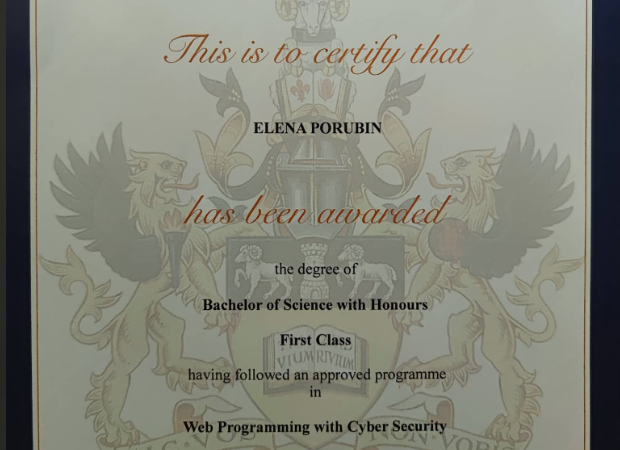 This is to certify that
ELENA PORUBIN
has been awarded
the degree of
Bachelor of Science with Honours
First Class
having followed an approved programme
in
Web Programming with Cyber Security